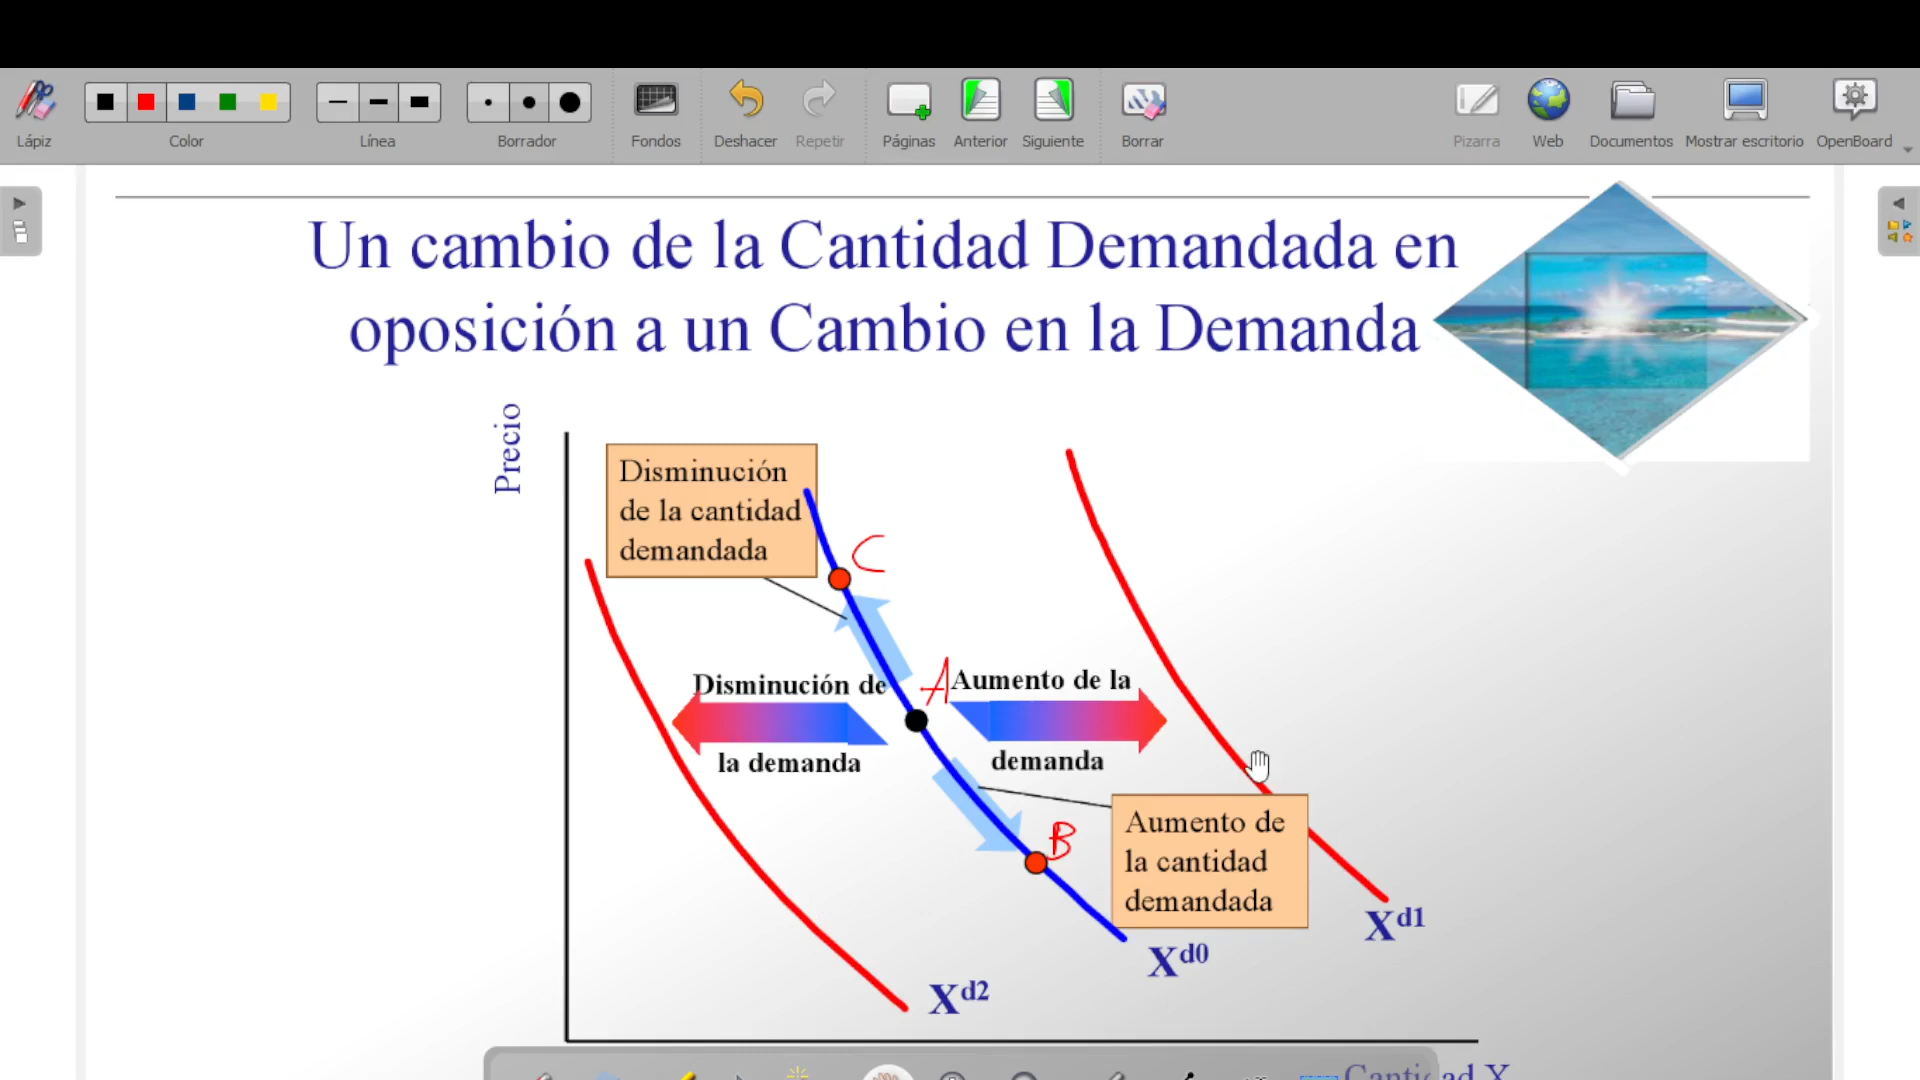 Lápiz
Color
Línea
Borrador
Fondos
Deshacer
Repetir
Páginas
Anterior
Siguiente
Borrar
Pizarra
Web
Documentos
Mostrar escritorio
OpenBoard
Un cambio de la Cantidad Demandada en
oposición a un Cambio en la Demanda
Precio
Disminución
de la cantidad
demandada
C
Disminución de
la demanda
A
Aumento de la
demanda
B
Aumento de
la cantidad
demandada
Xd1
Xd0
Xd2
Cantidad X